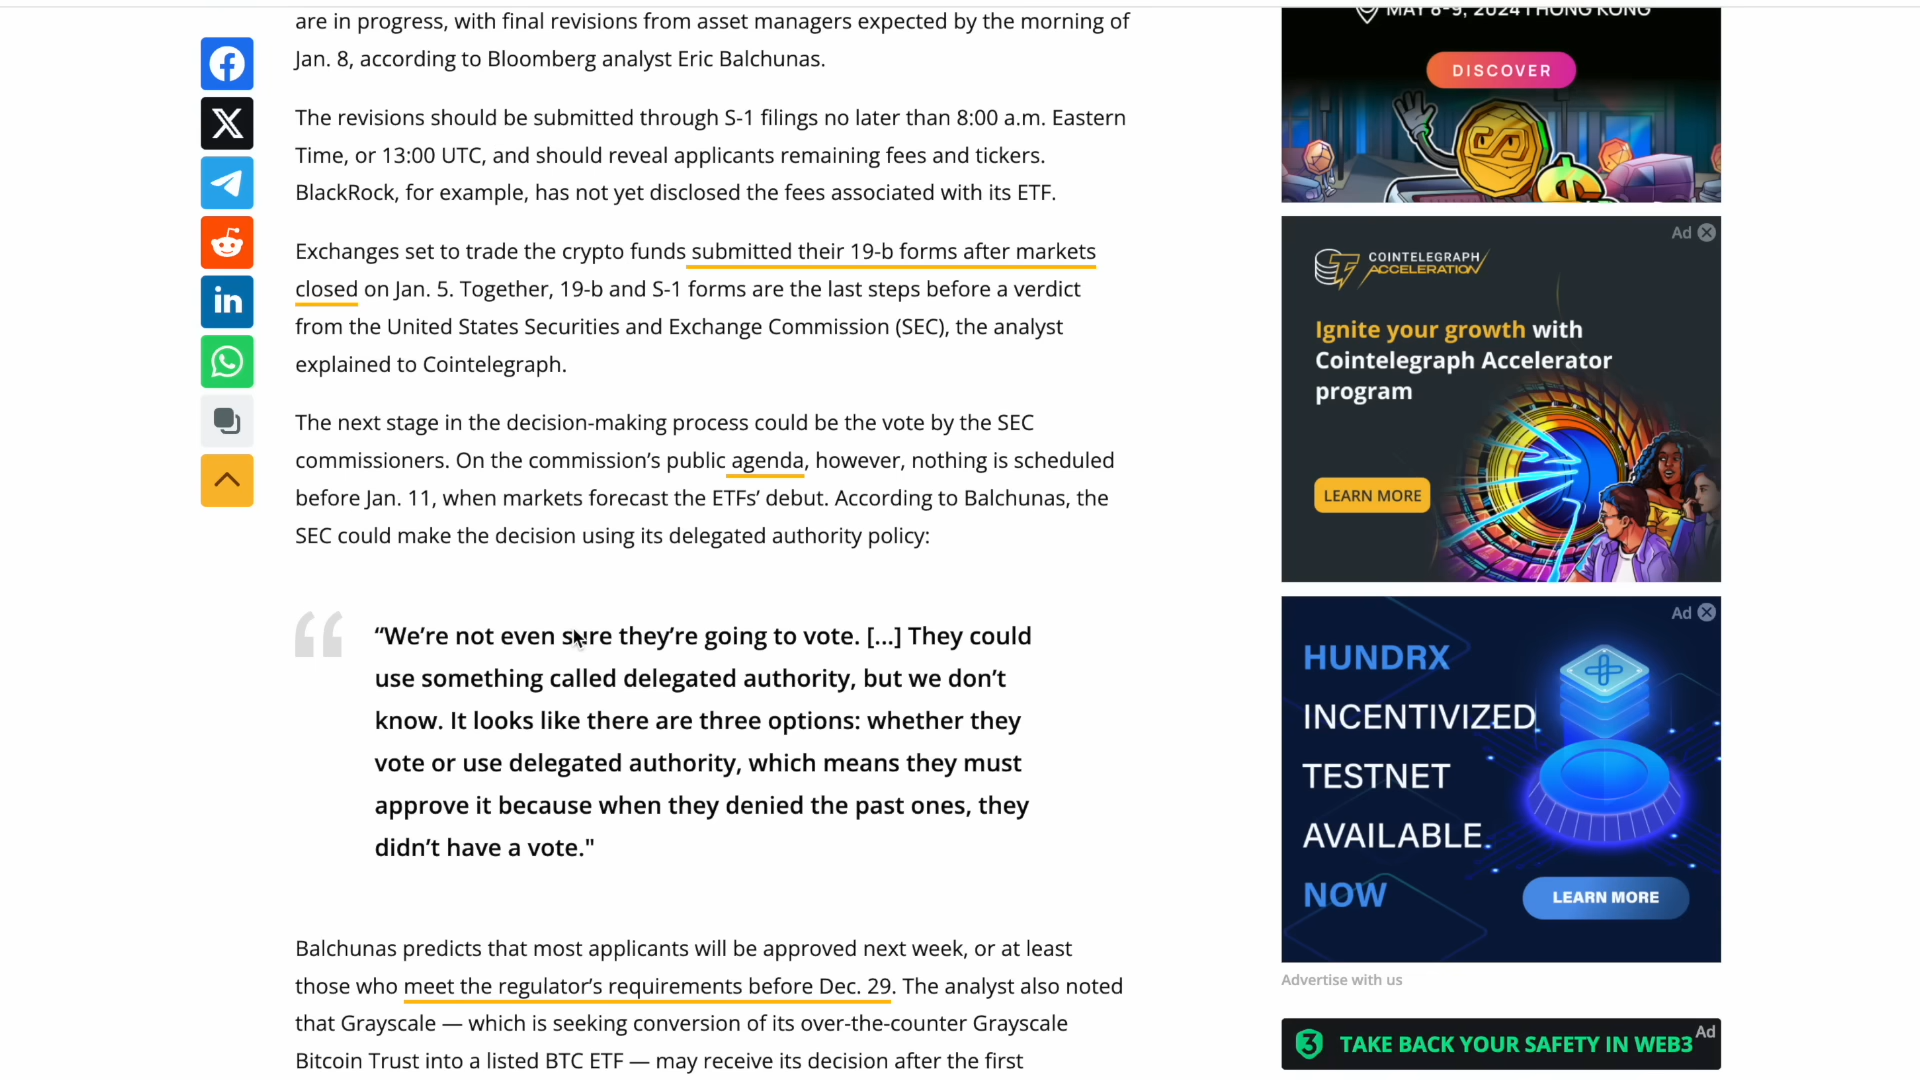 are in progress, with final revisions from asset managers expected by the morning of
Jan. 8, according to Bloomberg analyst Eric Balchunas.
The revisions should be submitted through S-1 filings no later than 8:00 a.m. Eastern
Time, or 13:00 UTC, and should reveal applicants remaining fees and tickers.
BlackRock, for example, has not yet disclosed the fees associated with its ETF.
Exchanges set to trade the crypto funds submitted their 19-b forms after markets
closed on Jan. 5. Together, 19-b and S-1 forms are the last steps before a verdict
from the United States Securities and Exchange Commission (SEC), the analyst
explained to Cointelegraph.
The next stage in the decision-making process could be the vote by the SEC
commissioners. On the commission’s public agenda, however, nothing is scheduled
before Jan. 11, when markets forecast the ETFs’ debut. According to Balchunas, the
SEC could make the decision using its delegated authority policy:
“We’re not even sure they’re going to vote. [...] They could
use something called delegated authority, but we don’t
know. It looks like there are three options: whether they
vote or use delegated authority, which means they must
approve it because when they denied the past ones, they
didn’t have a vote."
Balchunas predicts that most applicants will be approved next week, or at least
those who meet the regulator’s requirements before Dec. 29. The analyst also noted
that Grayscale — which is seeking conversion of its over-the-counter Grayscale
Bitcoin Trust into a listed BTC ETF — may receive its decision after the first
MAY 8-9, 2024 | HONG KONG
DISCOVER
Ad
COINTELEGRAPH
ACCELERATION
Ignite your growth with
Cointelegraph Accelerator
program
LEARN MORE
Ad
HUNDRX
INCENTIVIZED
TESTNET
AVAILABLE
NOW
LEARN MORE
Advertise with us
TAKE BACK YOUR SAFETY IN WEB3
Ad